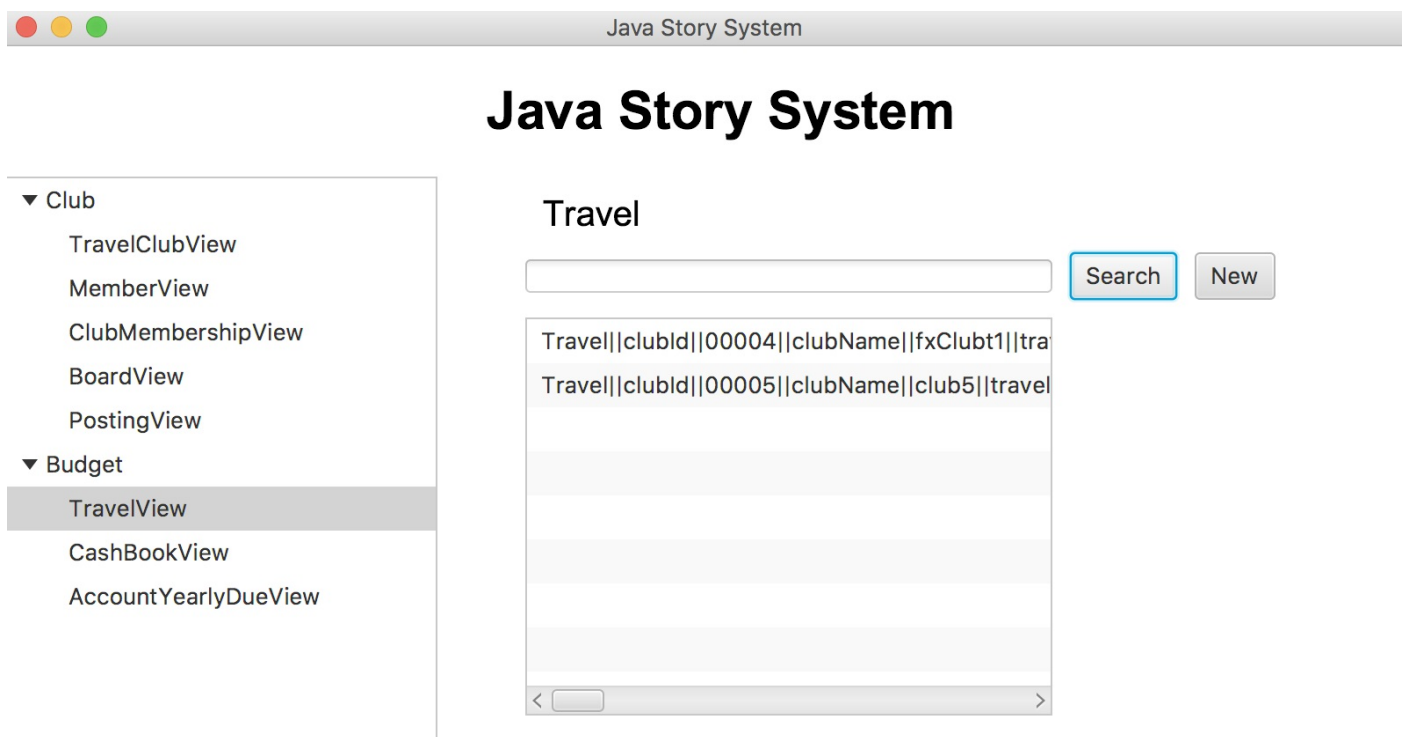 Java Story System
Java Story System
Club
TravelClubView
MemberView
ClubMembershipView
BoardView
PostingView
Budget
TravelView
CashBookView
AccountYearlyDueView
Travel
Search New
Travel||clubId||00004||clubName||fxClubt1||tra
Travel||clubId||00005||clubName||club5||travel